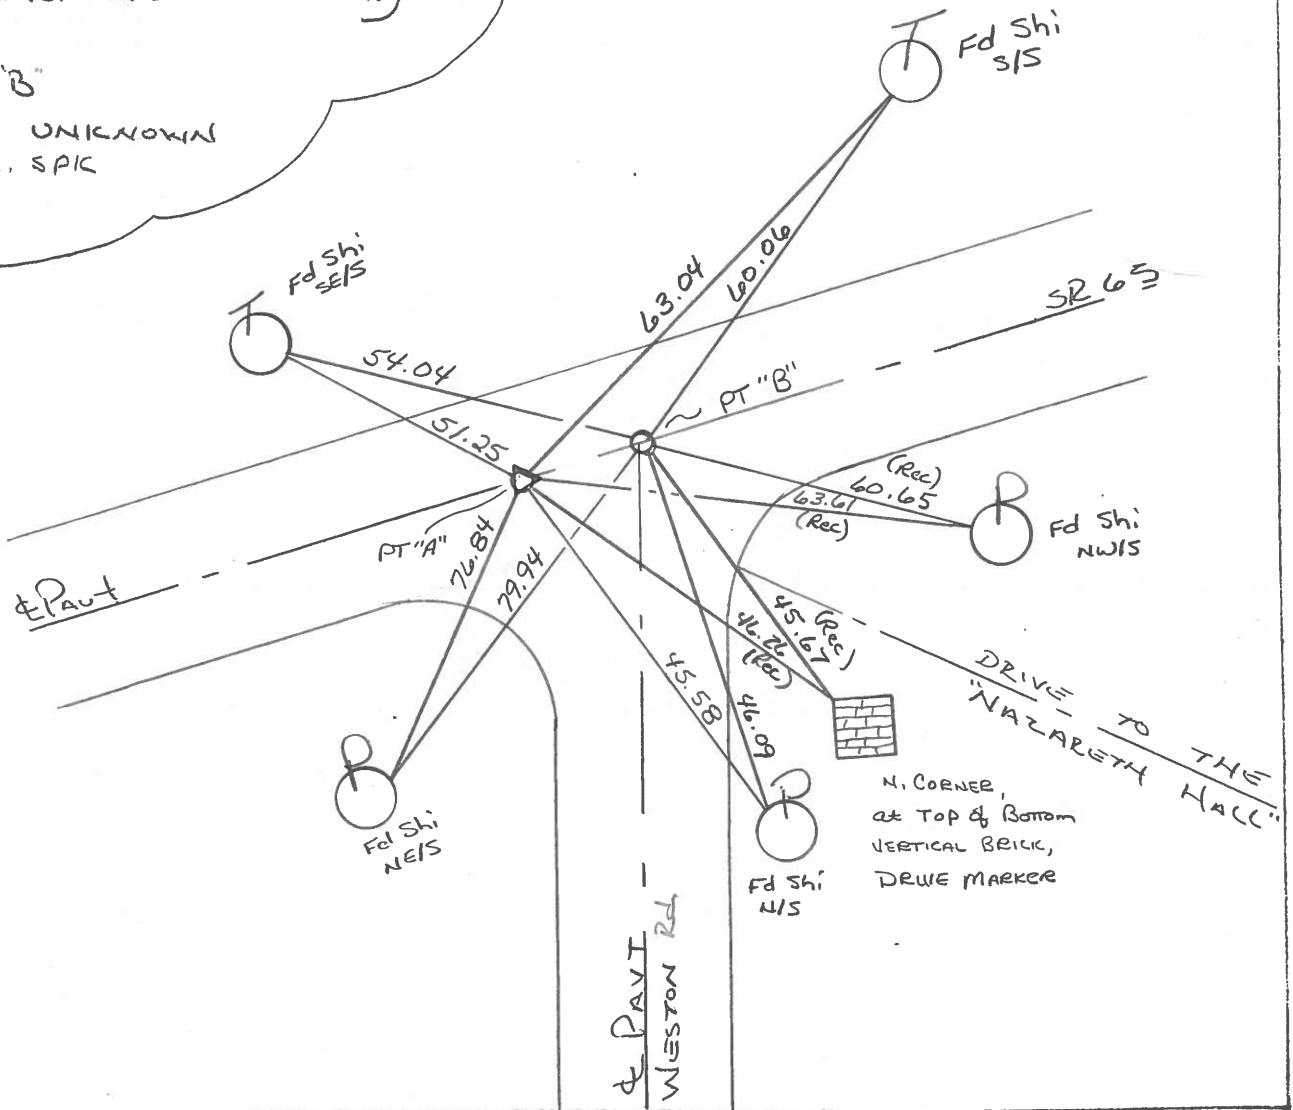 "B"
UNKNOWN
SPK
Fd Shi
S/S
Fd Shi
SE/S
63.04
60.06
SR 65
54.04
51.25
PT "B"
(Rec)
60.65
63.61
(Rec)
Fd Shi
NW/S
PT "A"
76.84
79.94
℄ Pavt
45.67
(Rec)
46.26
(Rec)
45.58
46.09
DRIVE TO THE
"NAZARETH HALL"
Fd Shi
NE/S
N. CORNER,
at TOP of Bottom
VERTICAL BRICK,
DRIVE MARKER
Fd Shi
N/S
℄ PAVT
WESTON Rd.